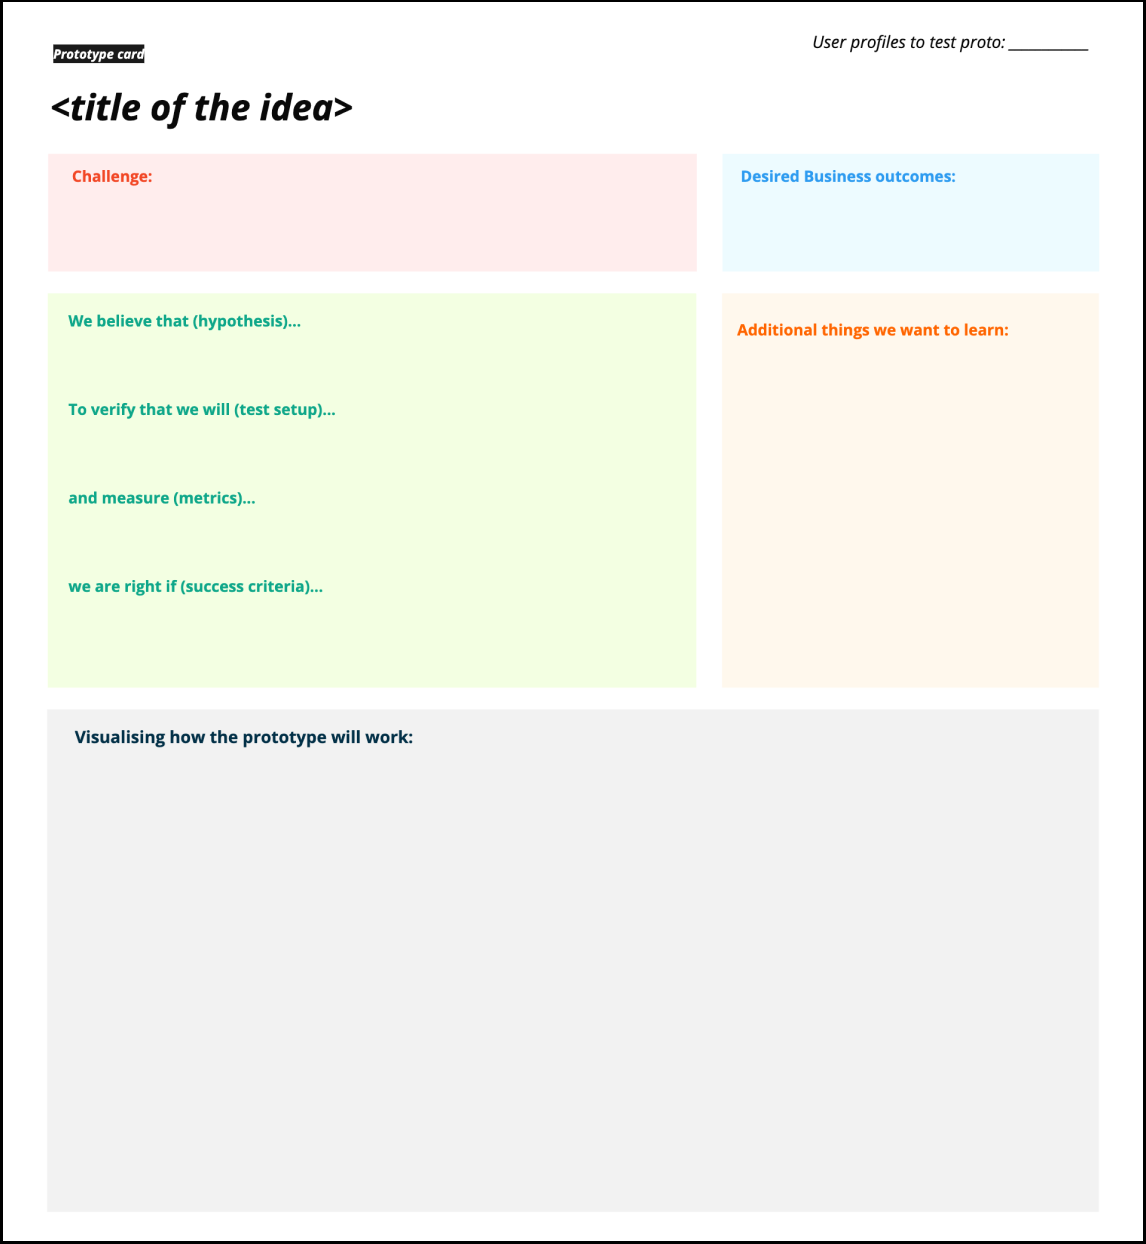 Prototype card
User profiles to test proto: __________
<title of the idea>
Challenge:
Desired Business outcomes:
We believe that (hypothesis)...
Additional things we want to learn:
To verify that we will (test setup)...
and measure (metrics)...
we are right if (success criteria)...
Visualising how the prototype will work: